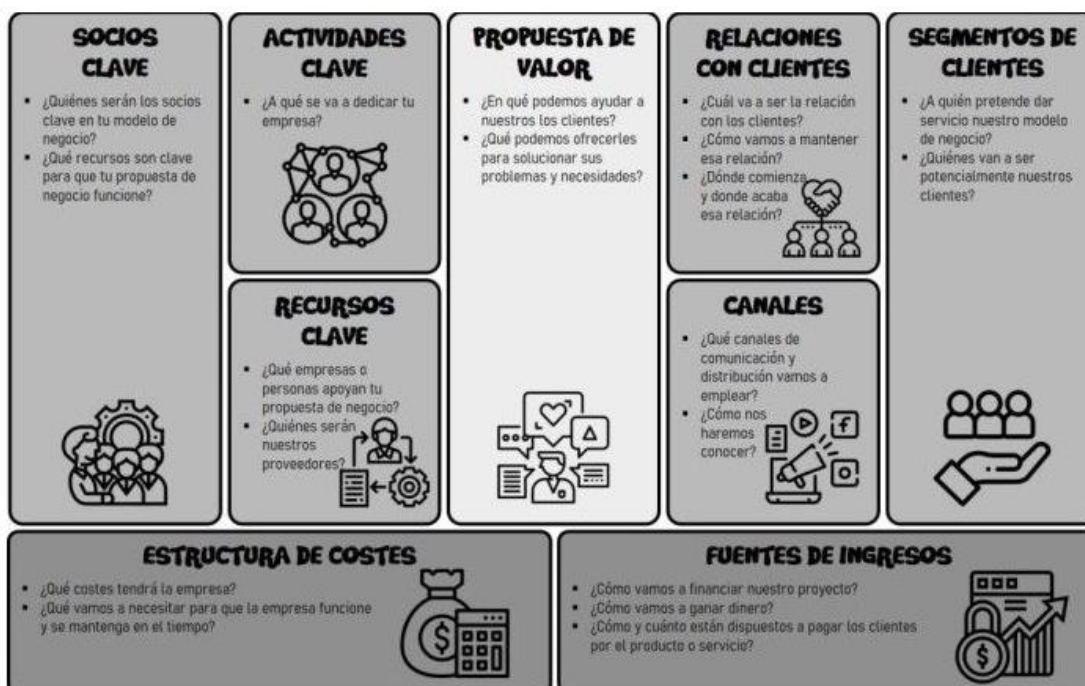 SOCIOS
CLAVE
▪ ¿Quiénes serán los socios
clave en tu modelo de
negocio?
▪ ¿Qué recursos son clave
para que tu propuesta de
negocio funcione?
ACTIVIDADES
CLAVE
▪ ¿A qué se va a dedicar tu
empresa?
RECURSOS
CLAVE
▪ ¿Qué empresas o
personas apoyan tu
propuesta de negocio?
▪ ¿Quiénes serán
nuestros
proveedores?
PROPUESTA DE
VALOR
▪ ¿En qué podemos ayudar a
nuestros los clientes?
▪ ¿Qué podemos ofrecerles
para solucionar sus
problemas y necesidades?
RELACIONES
CON CLIENTES
▪ ¿Cuál va a ser la relación
con los clientes?
▪ ¿Cómo vamos a mantener
esa relación?
▪ ¿Dónde comienza
y donde acaba
esa relación?
CANALES
▪ ¿Qué canales de
comunicación y
distribución vamos a
emplear?
▪ ¿Cómo nos
haremos
conocer?
SEGMENTOS DE
CLIENTES
▪ ¿A quién pretende dar
servicio nuestro modelo
de negocio?
▪ ¿Quiénes van a ser
potencialmente nuestros
clientes?
ESTRUCTURA DE COSTES
▪ ¿Qué costes tendrá la empresa?
▪ ¿Qué vamos a necesitar para que la empresa funcione
y se mantenga en el tiempo?
FUENTES DE INGRESOS
▪ ¿Cómo vamos a financiar nuestro proyecto?
▪ ¿Cómo vamos a ganar dinero?
▪ ¿Cómo y cuánto están dispuestos a pagar los clientes
por el producto o servicio?